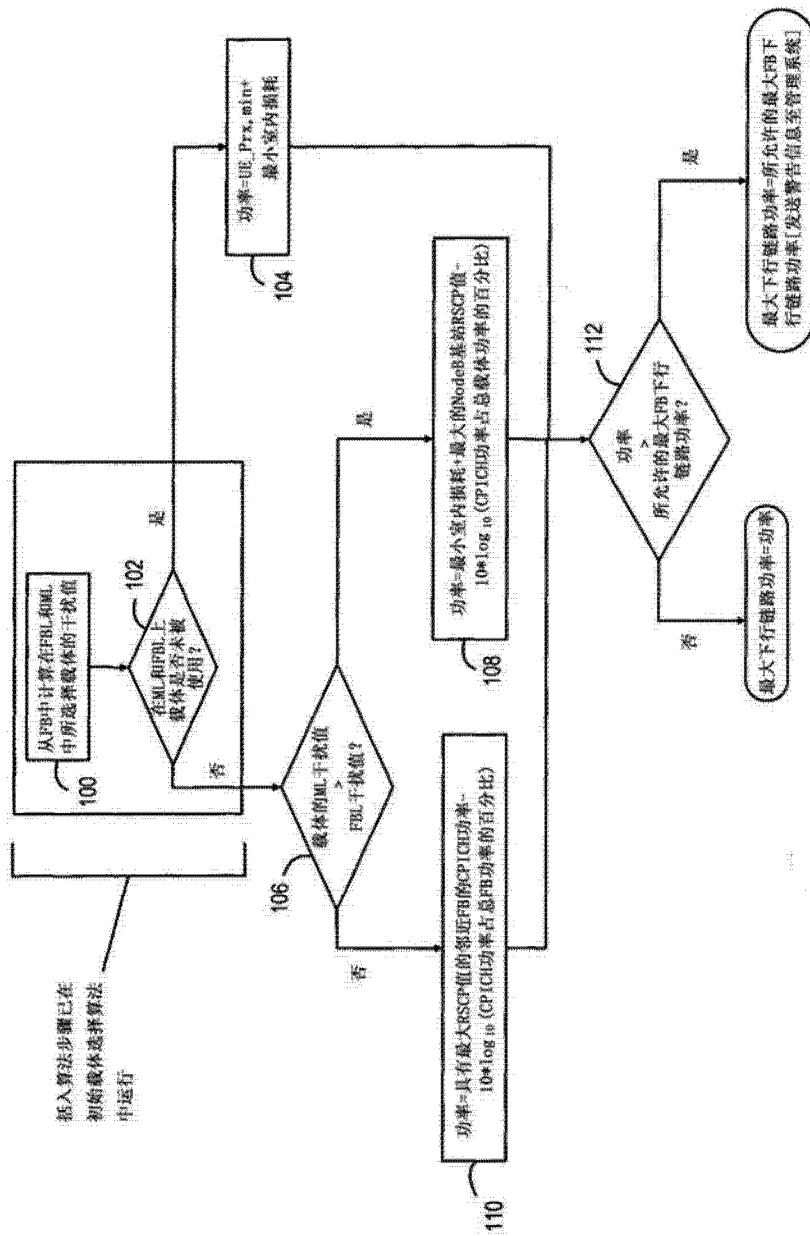 括入算法步骤已在
初始载体选择算法
中运行
从FB中计算在FBL和ML
中所选择载体的干扰值
100
在ML和FBL上
载体是否未被
使用?
102
是
否
功率=UE_Prx,min+
最小室内损耗
104
载体的ML干扰值
>
FBL干扰值?
106
是
否
功率=最小室内损耗+最大的NodeB基站RSCP值-
10*log 10 (CPICH功率占总载体功率的百分比)
108
功率=具有最大RSCP值的邻近FB的CPICH功率-
10*log 10 (CPICH功率占总FB功率的百分比)
110
功率
>
所允许的最大FB下行
链路功率?
112
否
是
最大下行链路功率=功率
最大下行链路功率=所允许的最大FB下
行链路功率[发送警告信息至管理系统]